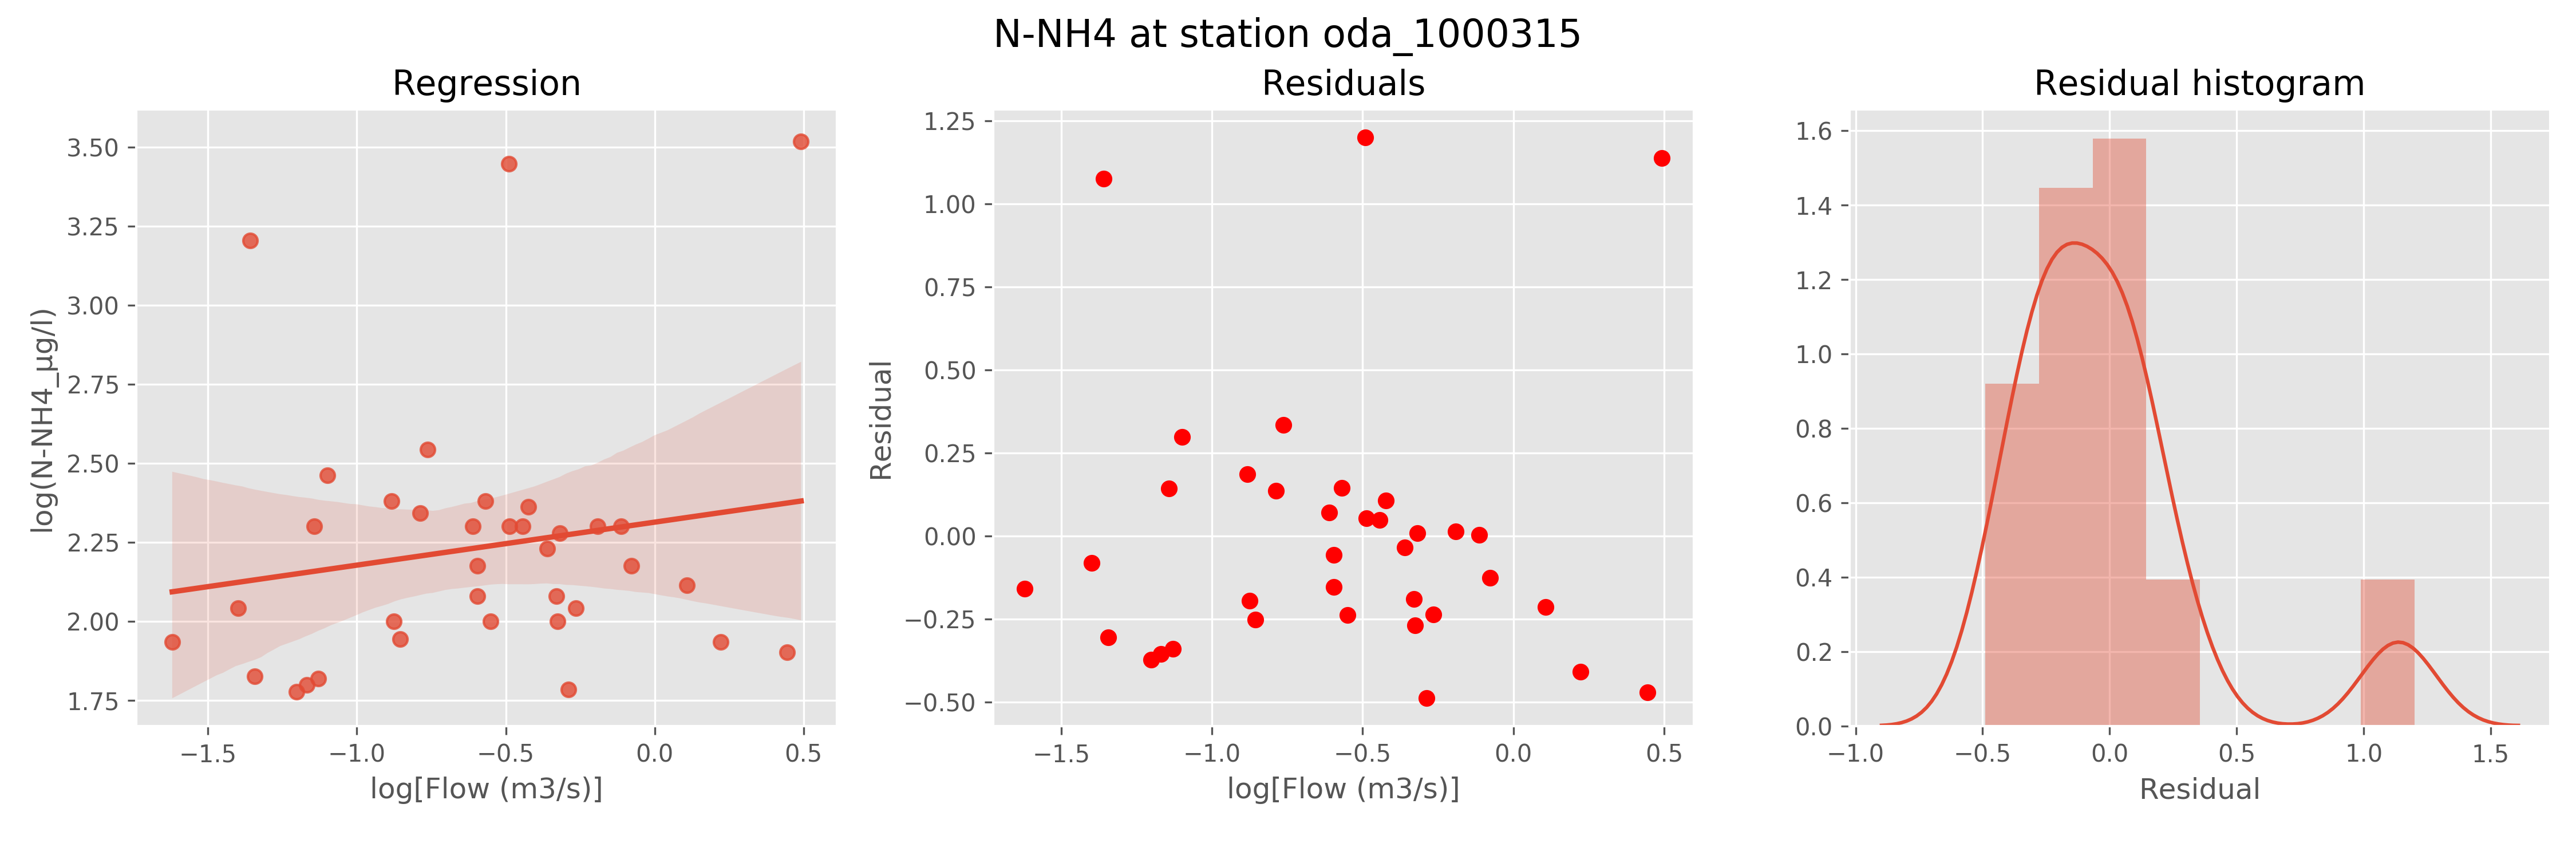 N-NH4 at station oda_1000315
Regression
3.50
3.25
3.00
2.75
2.50
2.25
2.00
1.75
log(N-NH4_µg/l)
−1.5 −1.0 −0.5 0.0 0.5
log[Flow (m3/s)]
Residuals
1.25
1.00
0.75
0.50
0.25
0.00
−0.25
−0.50
Residual
−1.5 −1.0 −0.5 0.0 0.5
log[Flow (m3/s)]
Residual histogram
1.6
1.4
1.2
1.0
0.8
0.6
0.4
0.2
0.0
−1.0 −0.5 0.0 0.5 1.0 1.5
Residual